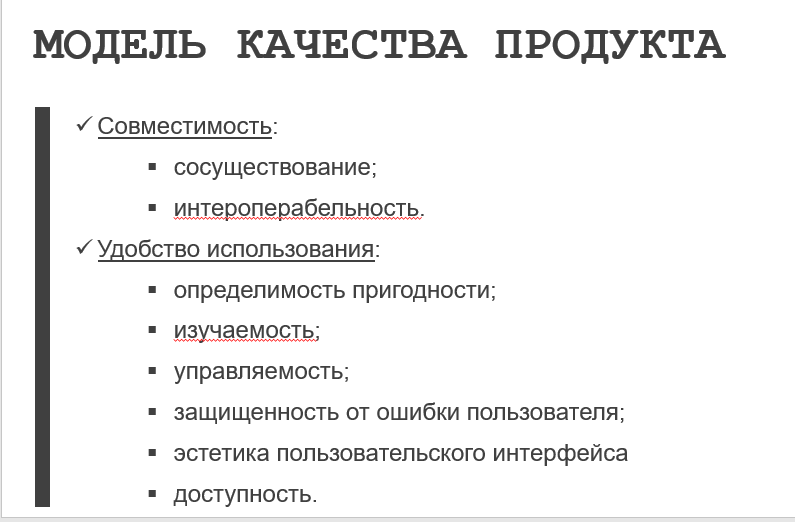 МОДЕЛЬ КАЧЕСТВА ПРОДУКТА
✓ Совместимость:
▪ сосуществование;
▪ интероперабельность.
✓ Удобство использования:
▪ определимость пригодности;
▪ изучаемость;
▪ управляемость;
▪ защищенность от ошибки пользователя;
▪ эстетика пользовательского интерфейса
▪ доступность.